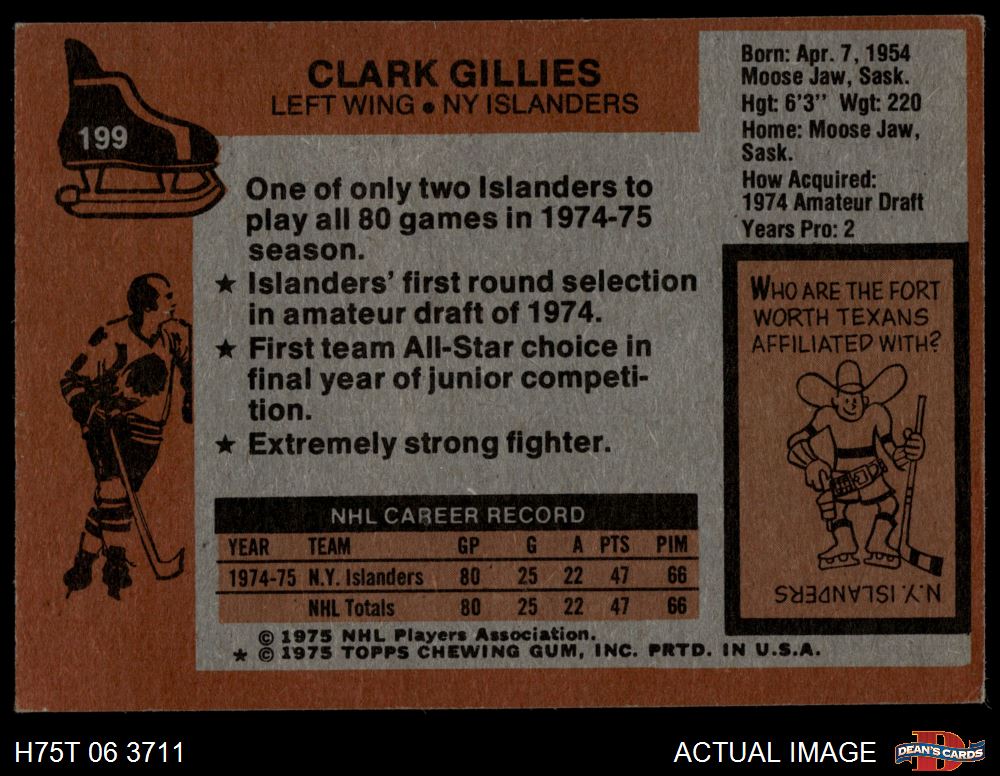 199
CLARK GILLIES
LEFT WING • NY ISLANDERS
One of only two Islanders to
play all 80 games in 1974-75
season.
★ Islanders' first round selection
in amateur draft of 1974.
★ First team All-Star choice in
final year of junior competi-
tion.
★ Extremely strong fighter.
Born: Apr. 7, 1954
Moose Jaw, Sask.
Hgt: 6'3" Wgt: 220
Home: Moose Jaw,
Sask.
How Acquired:
1974 Amateur Draft
Years Pro: 2
WHO ARE THE FORT
WORTH TEXANS
AFFILIATED WITH?
N.Y. ISLANDERS
NHL CAREER RECORD
YEAR TEAM GP G A PTS PIM
1974-75 N.Y. Islanders 80 25 22 47 66
NHL Totals 80 25 22 47 66
© 1975 NHL Players Association.
★ © 1975 TOPPS CHEWING GUM, INC. PRTD. IN U.S.A.
H75T 06 3711
ACTUAL IMAGE
D
DEAN'S CARDS